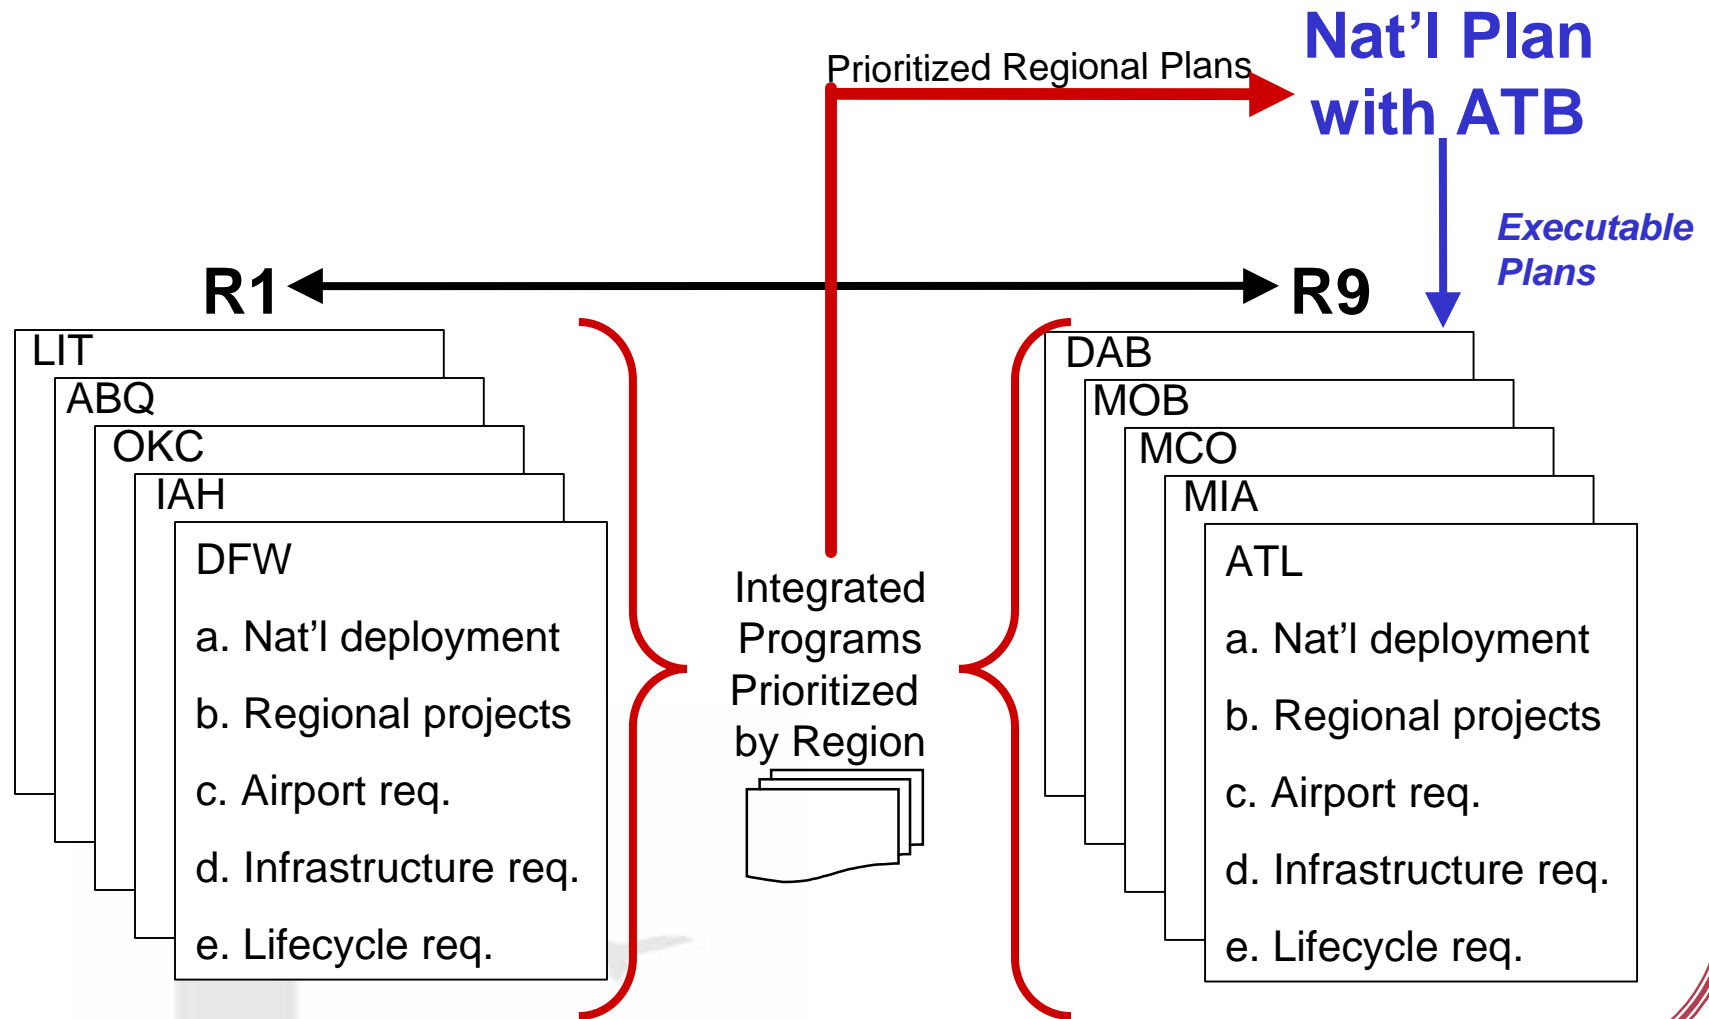 Nat’l Plan
with ATB
Prioritized Regional Plans
Executable
Plans
R1
R9
LIT
ABQ
OKC
IAH
DFW
a. Nat’l deployment
b. Regional projects
c. Airport req.
d. Infrastructure req.
e. Lifecycle req.
Integrated
Programs
Prioritized
by Region
DAB
MOB
MCO
MIA
ATL
a. Nat’l deployment
b. Regional projects
c. Airport req.
d. Infrastructure req.
e. Lifecycle req.